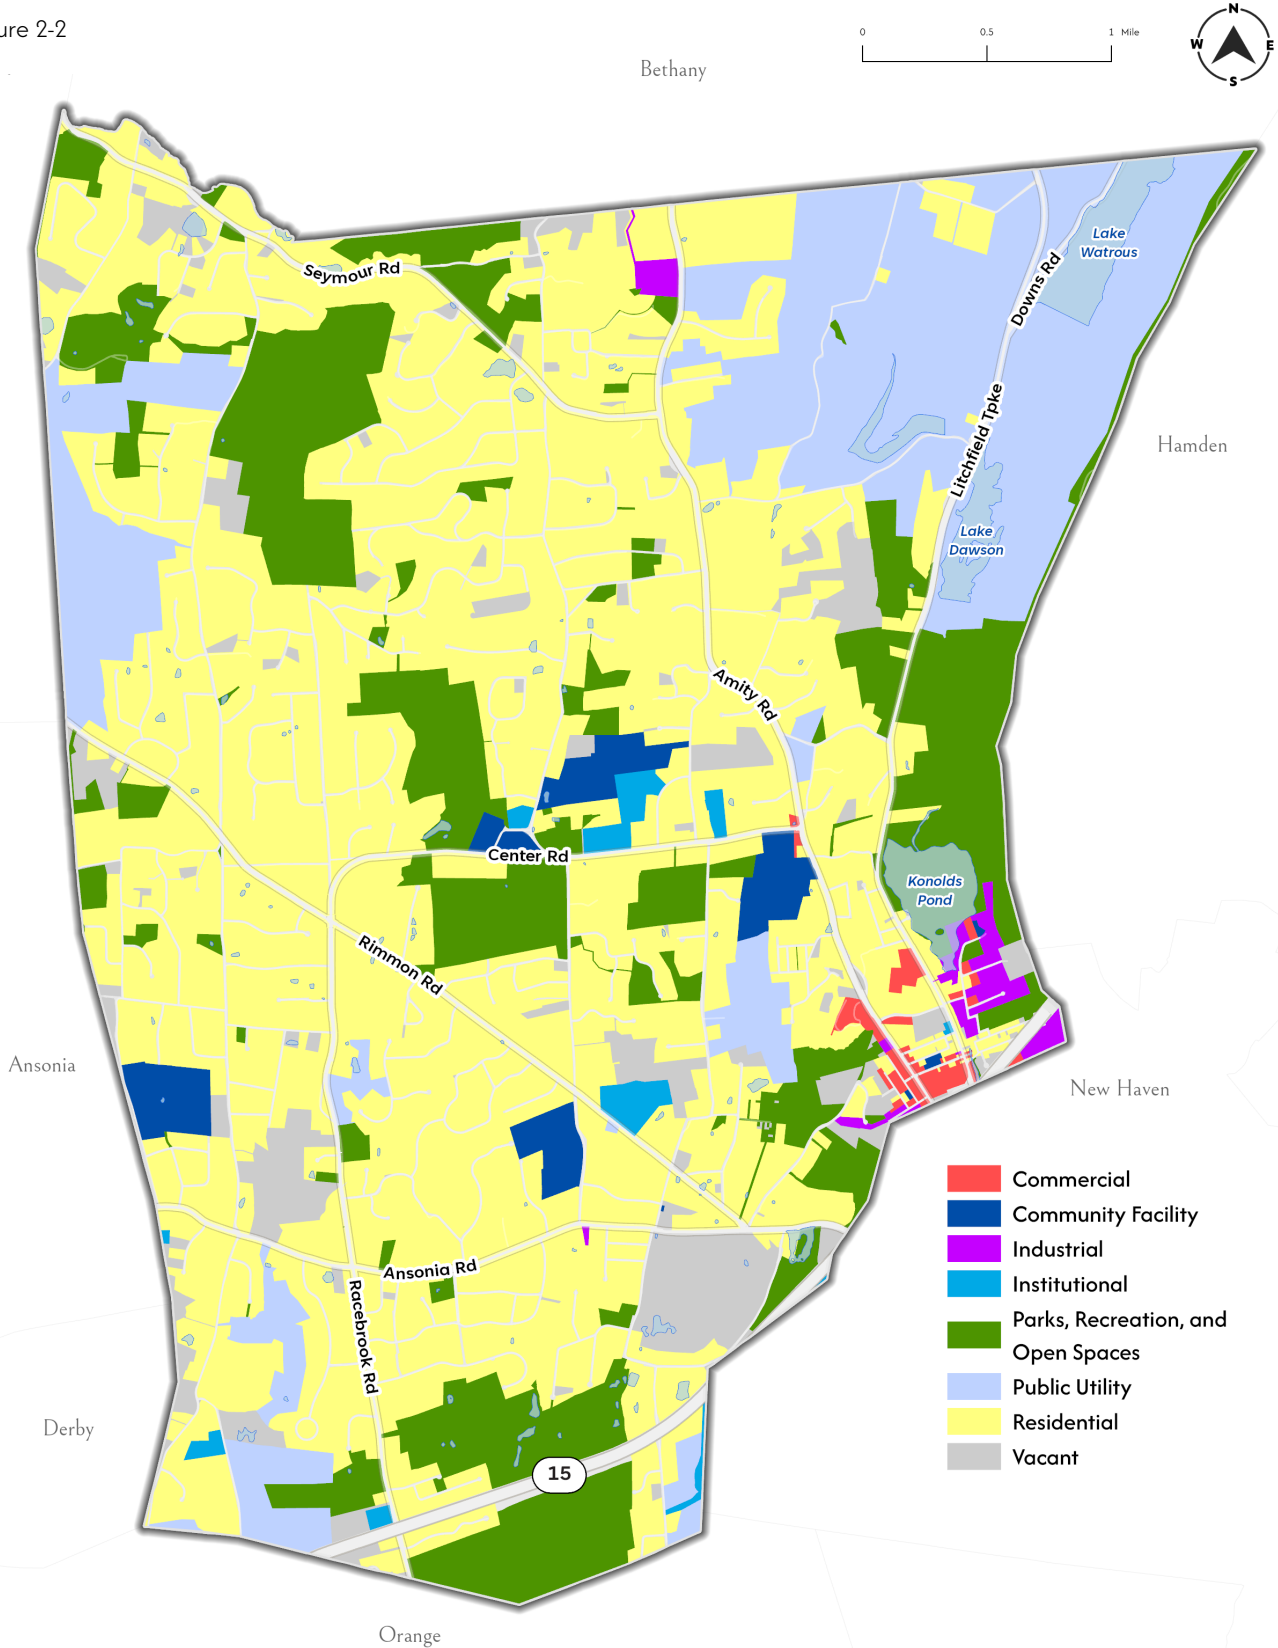 ure 2-2
0 0.5 1 Mile
N
W E
S
Bethany
Lake
Watrous
Seymour Rd
Downs Rd
Litchfield Tpke
Hamden
Lake
Dawson
Amity Rd
Center Rd
Konolds
Pond
Rimmon Rd
Ansonia
New Haven
Commercial
Community Facility
Industrial
Institutional
Parks, Recreation, and
Open Spaces
Public Utility
Residential
Vacant
Ansonia Rd
Racebrook Rd
Derby
15
Orange